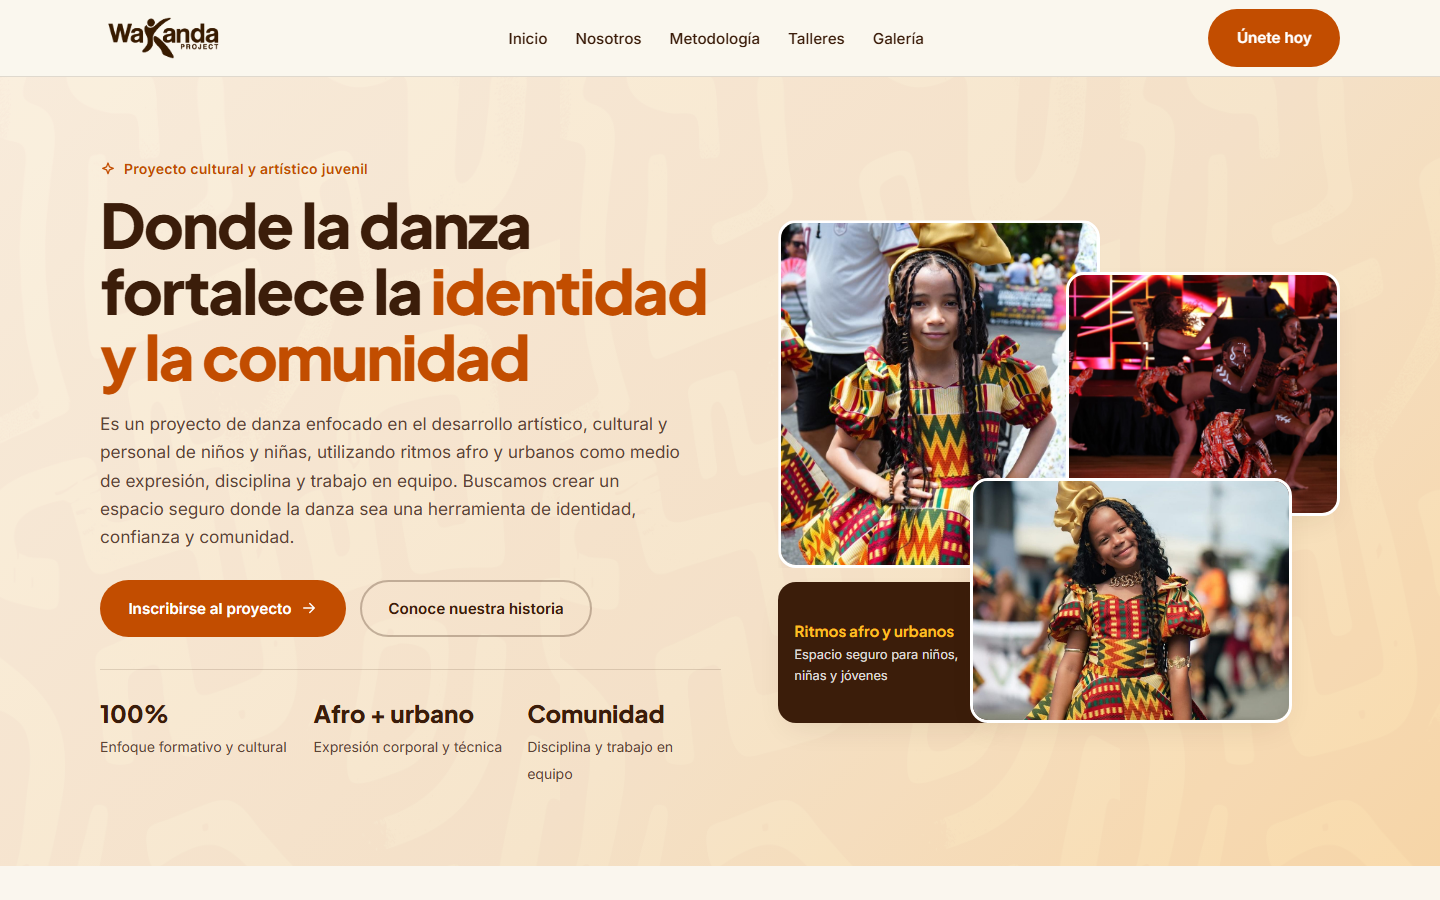 Wakanda
PROJECT
Inicio
Nosotros
Metodología
Talleres
Galería
Únete hoy
Proyecto cultural y artístico juvenil
Donde la danza
fortalece la identidad
y la comunidad
Es un proyecto de danza enfocado en el desarrollo artístico, cultural y
personal de niños y niñas, utilizando ritmos afro y urbanos como medio
de expresión, disciplina y trabajo en equipo. Buscamos crear un
espacio seguro donde la danza sea una herramienta de identidad,
confianza y comunidad.
Inscribirse al proyecto →
Conoce nuestra historia
100%
Enfoque formativo y cultural
Afro + urbano
Expresión corporal y técnica
Comunidad
Disciplina y trabajo en
equipo
Ritmos afro y urbanos
Espacio seguro para niños,
niñas y jóvenes